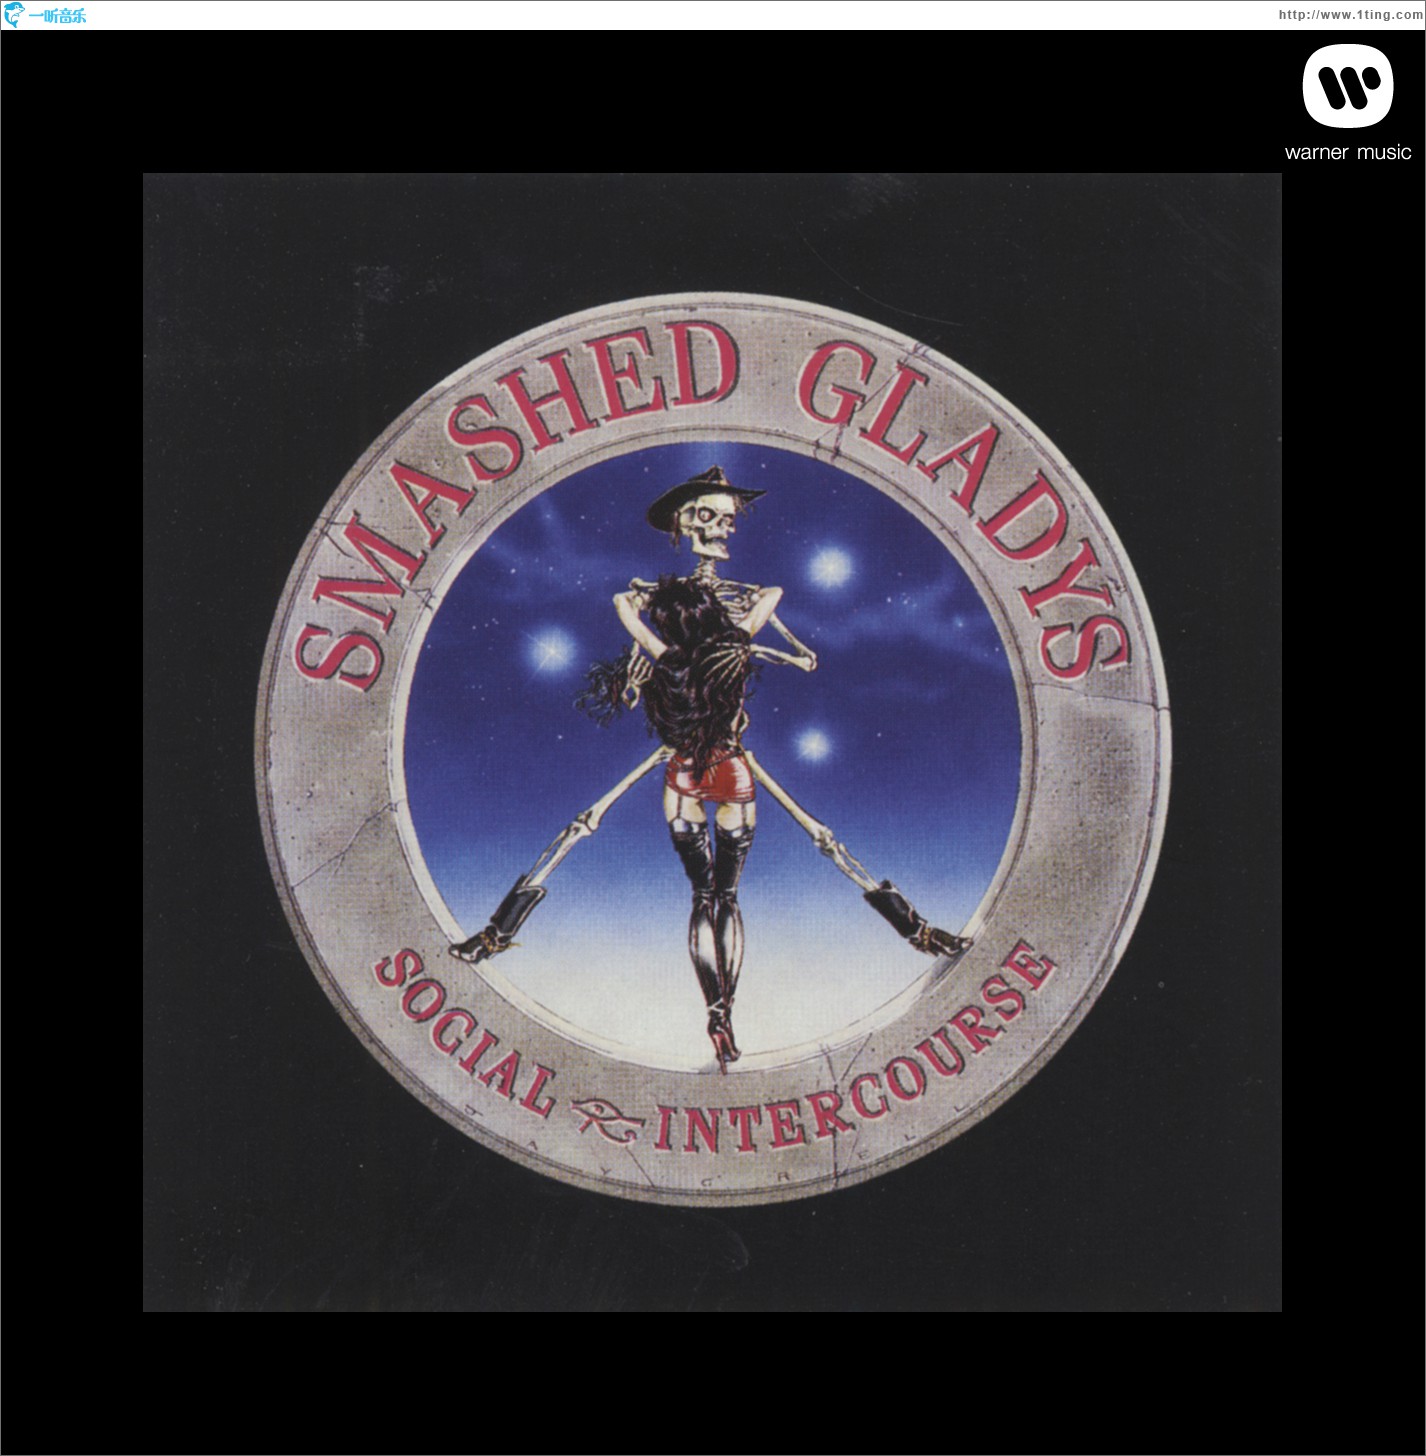 一听音乐
http://www.1ting.com
warner music
SMASHED GLADYS
SOCIAL INTERCOURSE